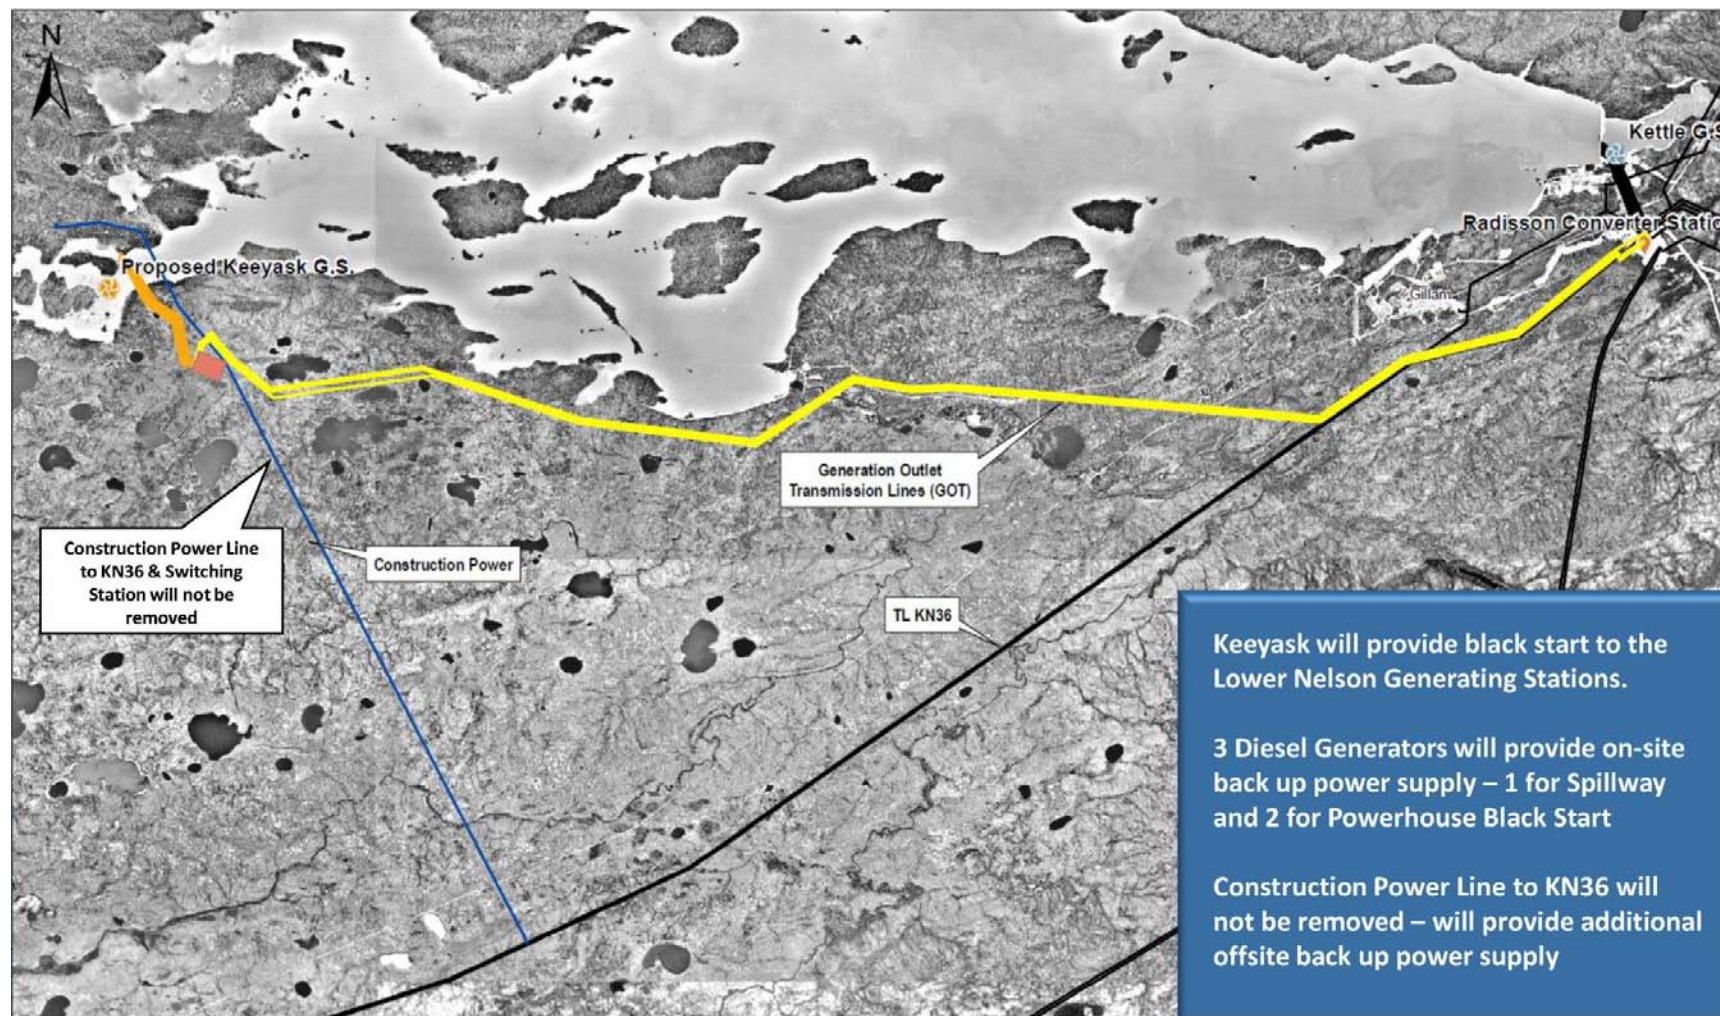 N
Kettle G.S
Radisson Converter Statio
Proposed Keeyask G.S.
Gillam
Generation Outlet
Transmission Lines (GOT)
Construction Power Line
to KN36 & Switching
Station will not be
removed
Construction Power
TL KN36
Keeyask will provide black start to the
Lower Nelson Generating Stations.
3 Diesel Generators will provide on-site
back up power supply – 1 for Spillway
and 2 for Powerhouse Black Start
Construction Power Line to KN36 will
not be removed – will provide additional
offsite back up power supply